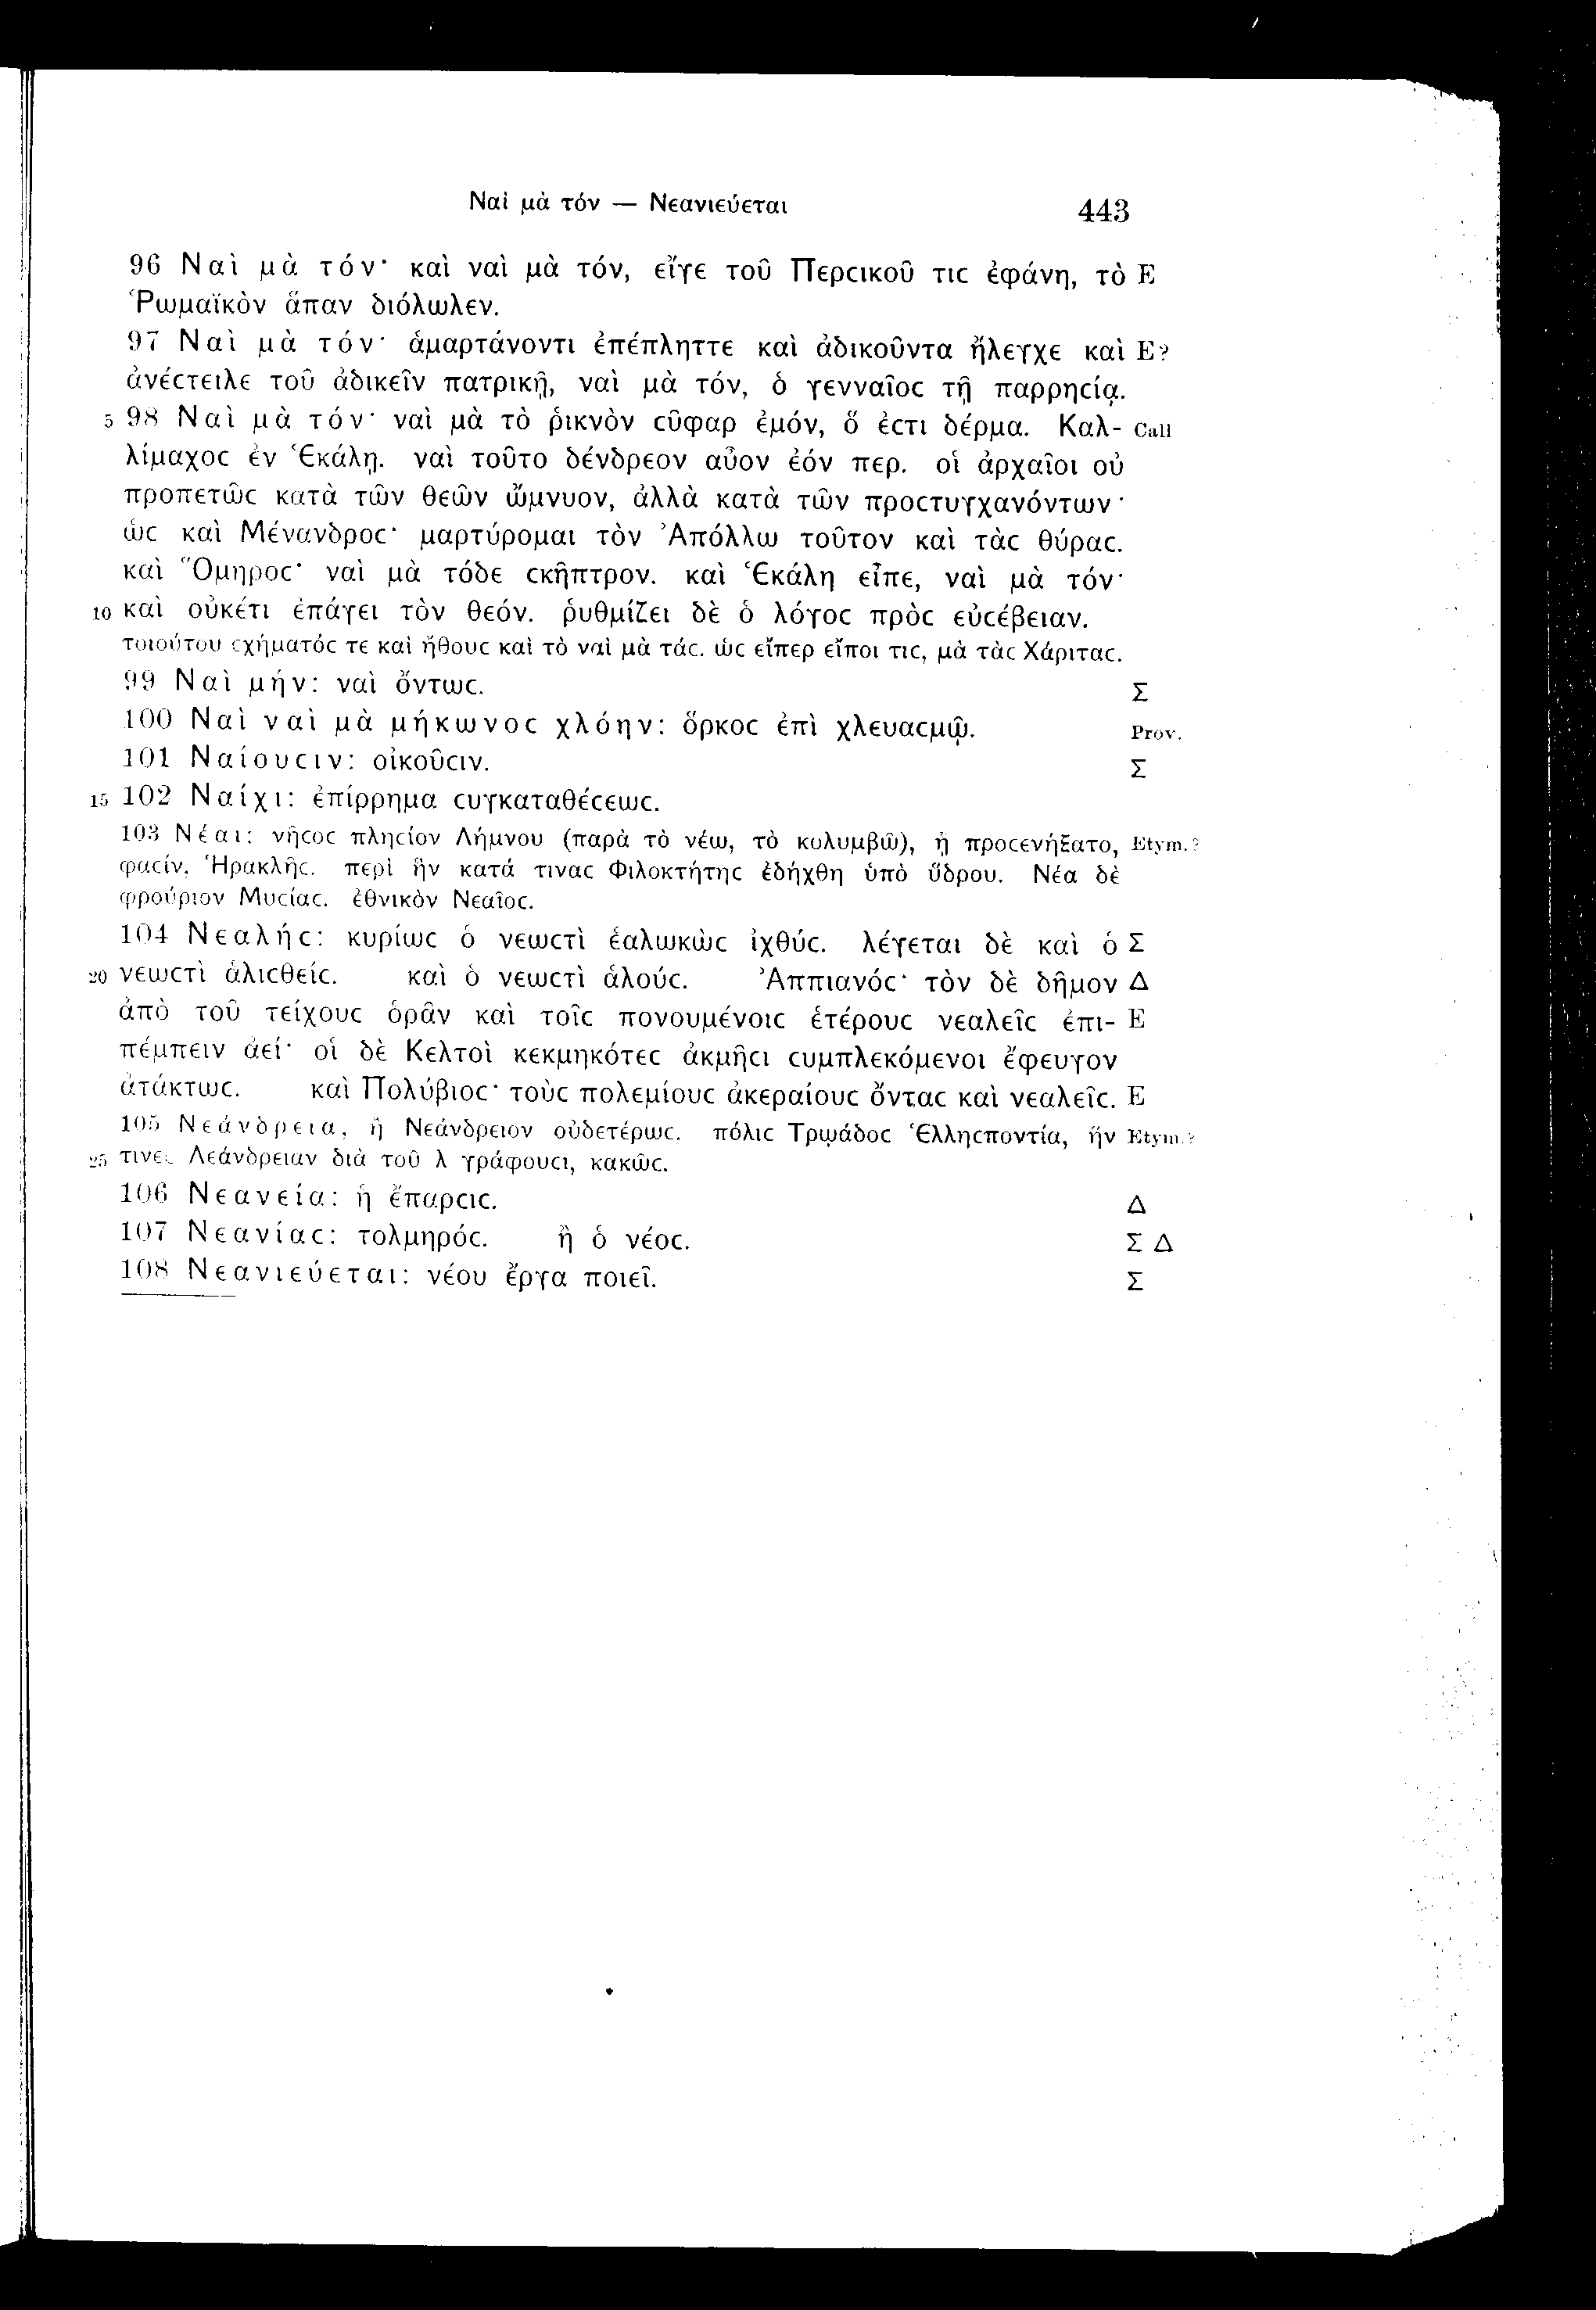 Ναὶ μὰ τόν — Νεανιεύεται 443
96 Ναὶ μὰ τόν· καὶ ναὶ μὰ τόν, εἴγε τοῦ Περϲικοῦ τιϲ ἐφάνη, τὸ Ε
Ῥωμαϊκὸν ἅπαν διόλωλεν.
97 Ναὶ μὰ τόν· ἁμαρτάνοντι ἐπέπληττε καὶ ἀδικοῦντα ἤλεγχε καὶ Ε?
ἀνέϲτειλε τοῦ ἀδικεῖν πατρικῇ, ναὶ μὰ τόν, ὁ γενναῖοϲ τῇ παρρηϲίᾳ.
5 98 Ναὶ μὰ τόν· ναὶ μὰ τὸ ῥικνὸν ϲῦφαρ ἐμόν, ὅ ἐϲτι δέρμα. Καλ- Call
λίμαχοϲ ἐν Ἑκάλῃ. ναὶ τοῦτο δένδρεον αὖον ἐόν περ. οἱ ἀρχαῖοι οὐ
προπετῶϲ κατὰ τῶν θεῶν ὤμνυον, ἀλλὰ κατὰ τῶν προϲτυγχανόντων·
ὡϲ καὶ Μένανδροϲ· μαρτύρομαι τὸν Ἀπόλλω τοῦτον καὶ τὰϲ θύραϲ.
καὶ Ὅμηροϲ· ναὶ μὰ τόδε ϲκῆπτρον. καὶ Ἑκάλη εἶπε, ναὶ μὰ τόν·
10 καὶ οὐκέτι ἐπάγει τὸν θεόν. ῥυθμίζει δὲ ὁ λόγοϲ πρὸϲ εὐϲέβειαν.
τοιούτου ϲχήματόϲ τε καὶ ἤθουϲ καὶ τὸ ναὶ μὰ τάϲ. ὡϲ εἴπερ εἴποι τιϲ, μὰ τὰϲ Χάριταϲ.
99 Ναὶ μήν: ναὶ ὄντωϲ. Σ
100 Ναὶ ναὶ μὰ μήκωνοϲ χλόην: ὅρκοϲ ἐπὶ χλευαϲμῷ. Prov.
101 Ναίουϲιν: οἰκοῦϲιν. Σ
15 102 Ναίχι: ἐπίρρημα ϲυγκαταθέϲεωϲ.
103 Νέαι: νῆϲοϲ πληϲίον Λήμνου (παρὰ τὸ νέω, τὸ κολυμβῶ), ᾗ προϲενήξατο, Etym.?
φαϲίν, Ἡρακλῆϲ. περὶ ἣν κατά τιναϲ Φιλοκτήτηϲ ἐδήχθη ὑπὸ ὕδρου. Νέα δὲ
φρούριον Μυϲίαϲ. ἐθνικὸν Νεαῖοϲ.
104 Νεαλήϲ: κυρίωϲ ὁ νεωϲτὶ ἑαλωκὼϲ ἰχθύϲ. λέγεται δὲ καὶ ὁ Σ
20 νεωϲτὶ ἁλιϲθείϲ. καὶ ὁ νεωϲτὶ ἁλούϲ. Ἀππιανόϲ· τὸν δὲ δῆμον Δ
ἀπὸ τοῦ τείχουϲ ὁρᾶν καὶ τοῖϲ πονουμένοιϲ ἑτέρουϲ νεαλεῖϲ ἐπι- Ε
πέμπειν ἀεί· οἱ δὲ Κελτοὶ κεκμηκότεϲ ἀκμῆϲι ϲυμπλεκόμενοι ἔφευγον
ἀτάκτωϲ. καὶ Πολύβιοϲ· τοὺϲ πολεμίουϲ ἀκεραίουϲ ὄνταϲ καὶ νεαλεῖϲ. Ε
105 Νεάνδρεια, ἢ Νεάνδρειον οὐδετέρωϲ. πόλιϲ Τρῳάδοϲ Ἑλληϲποντία, ἥν Etym.?
25 τινεϲ Λεάνδρειαν διὰ τοῦ λ γράφουϲι, κακῶϲ.
106 Νεανεία: ἡ ἔπαρϲιϲ. Δ
107 Νεανίαϲ: τολμηρόϲ. ἢ ὁ νέοϲ. Σ Δ
108 Νεανιεύεται: νέου ἔργα ποιεῖ. Σ